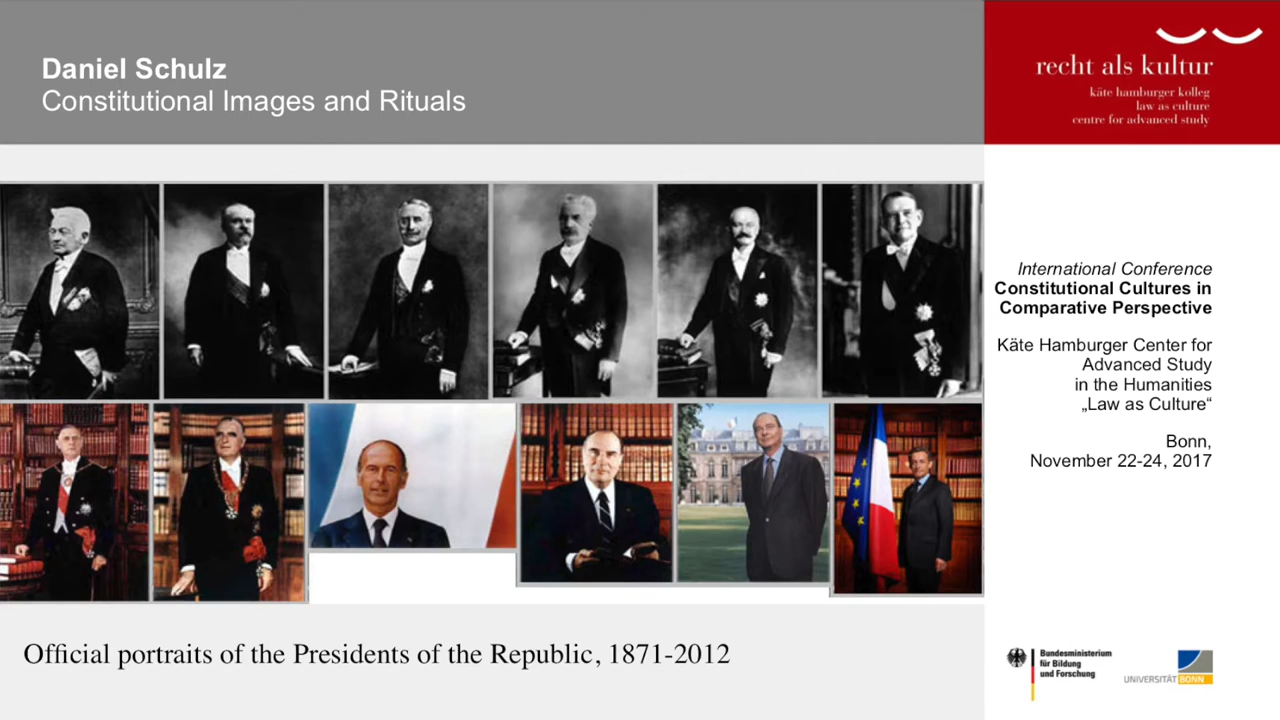 Daniel Schulz
Constitutional Images and Rituals
recht als kultur
käte hamburger kolleg
law as culture
centre for advanced study
International Conference
Constitutional Cultures in
Comparative Perspective
Käte Hamburger Center for
Advanced Study
in the Humanities
„Law as Culture“
Bonn,
November 22-24, 2017
Official portraits of the Presidents of the Republic, 1871-2012
Bundesministerium
für Bildung
und Forschung
UNIVERSITÄT BONN